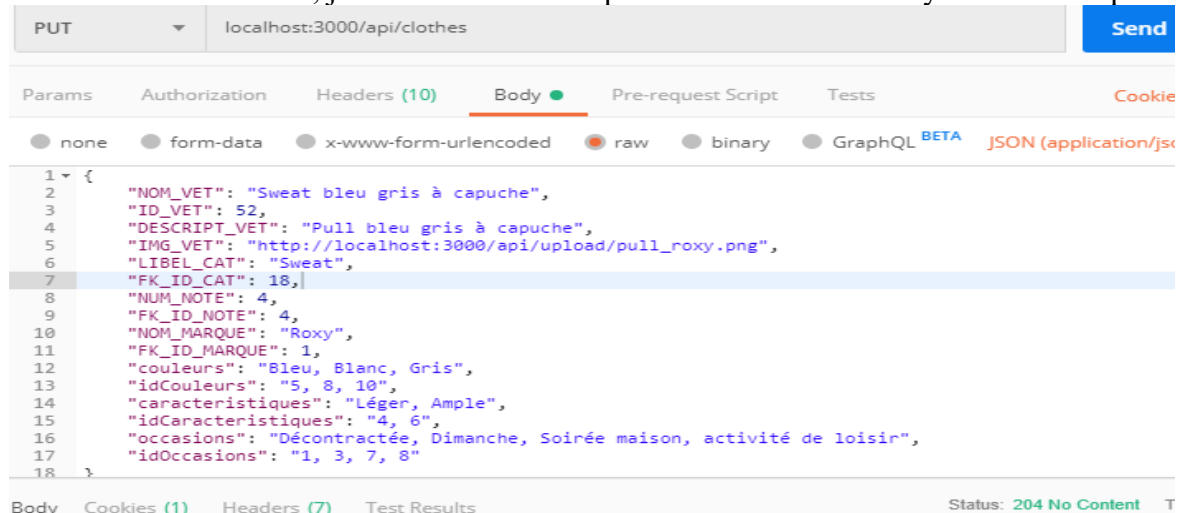 PUT localhost:3000/api/clothes Send
Params Authorization Headers (10) Body Pre-request Script Tests Cookie
none form-data x-www-form-urlencoded raw binary GraphQL BETA JSON (application/jso
1 {
2 "NOM_VET": "Sweat bleu gris à capuche",
3 "ID_VET": 52,
4 "DESCRIPT_VET": "Pull bleu gris à capuche",
5 "IMG_VET": "http://localhost:3000/api/upload/pull_roxy.png",
6 "LIBEL_CAT": "Sweat",
7 "FK_ID_CAT": 18,
8 "NUM_NOTE": 4,
9 "FK_ID_NOTE": 4,
10 "NOM_MARQUE": "Roxy",
11 "FK_ID_MARQUE": 1,
12 "couleurs": "Bleu, Blanc, Gris",
13 "idCouleurs": "5, 8, 10",
14 "caracteristiques": "Léger, Ample",
15 "idCaracteristiques": "4, 6",
16 "occasions": "Décontractée, Dimanche, Soirée maison, activité de loisir",
17 "idOccasions": "1, 3, 7, 8"
18 }
Body Cookies (1) Headers (7) Test Results Status: 204 No Content T